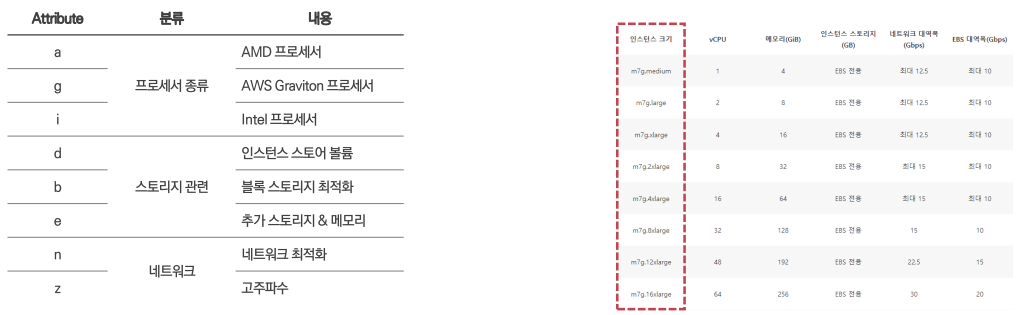 Attribute 분류 내용
a AMD 프로세서
g 프로세서 종류 AWS Graviton 프로세서
i Intel 프로세서
d 인스턴스 스토어 볼륨
b 스토리지 관련 블록 스토리지 최적화
e 추가 스토리지 & 메모리
n 네트워크 최적화
네트워크
z 고주파수
인스턴스 크기 vCPU 메모리(GiB) 인스턴스 스토리지 (GB) 네트워크 대역폭 (Gbps) EBS 대역폭(Gbps)
m7g.medium 1 4 EBS 전용 최대 12.5 최대 10
m7g.large 2 8 EBS 전용 최대 12.5 최대 10
m7g.xlarge 4 16 EBS 전용 최대 12.5 최대 10
m7g.2xlarge 8 32 EBS 전용 최대 15 최대 10
m7g.4xlarge 16 64 EBS 전용 최대 15 최대 10
m7g.8xlarge 32 128 EBS 전용 15 10
m7g.12xlarge 48 192 EBS 전용 22.5 15
m7g.16xlarge 64 256 EBS 전용 30 20